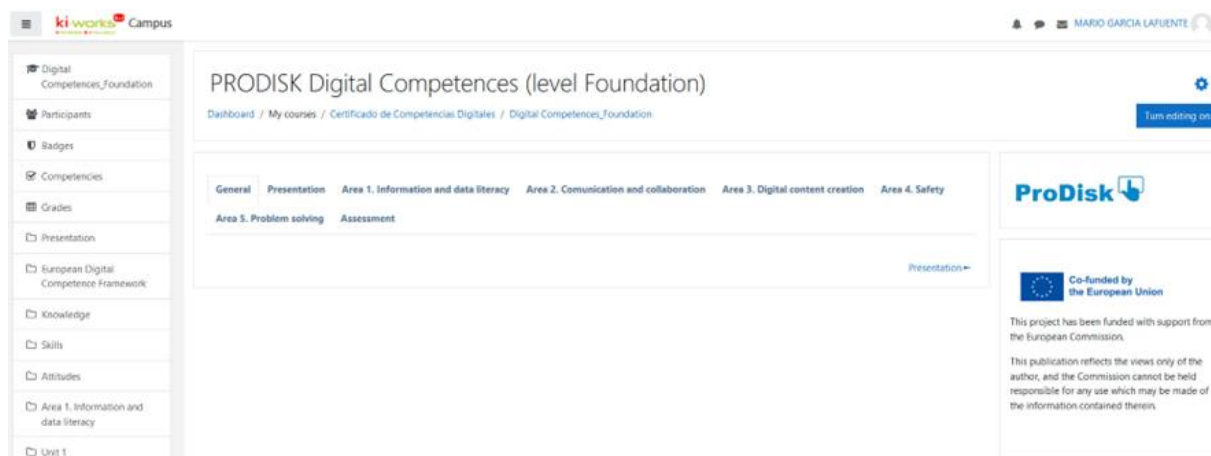 ki-works Campus
MARIO GARCIA LAFUENTE
Digital
Competences_Foundation
Participants
Badges
Competencies
Grades
Presentation
European Digital
Competence Framework
Knowledge
Skills
Attitudes
Area 1. Information and
data literacy
Unit 1
PRODISK Digital Competences (level Foundation)
Dashboard / My courses / Certificado de Competencias Digitales / Digital Competences_Foundation
Turn editing on
General Presentation Area 1. Information and data literacy Area 2. Comunication and collaboration Area 3. Digital content creation Area 4. Safety
Area 5. Problem solving Assessment
Presentation
ProDisk
Co-funded by
the European Union
This project has been funded with support from
the European Commission.
This publication reflects the views only of the
author, and the Commission cannot be held
responsible for any use which may be made of
the information contained therein.